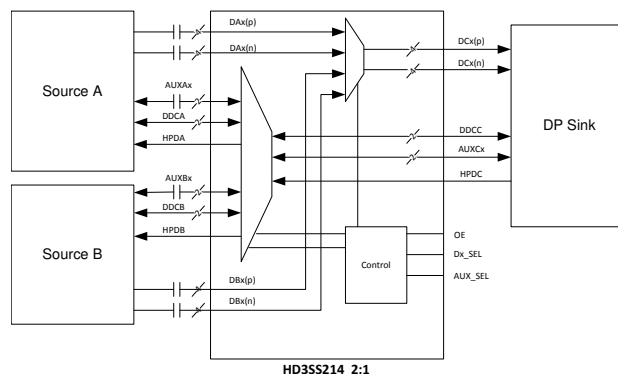 DAx(p)
DAx(n)
Source A
AUXAx
DDCA
HPDA
DCx(p)
DCx(n)
DP Sink
DDCC
AUXCx
HPDC
AUXBx
DDCB
HPDB
Source B
DBx(p)
DBx(n)
Control
OE
Dx_SEL
AUX_SEL
HD3SS214 2:1